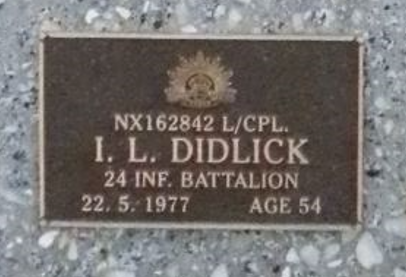 NX162842 L/CPL.
I. L. DIDLICK
24 INF. BATTALION
22. 5. 1977 AGE 54